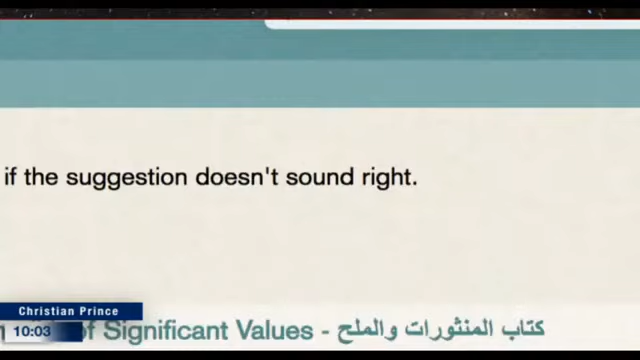 if the suggestion doesn't sound right.
Christian Prince
10:03
of Significant Values - كتاب المنثورات والملح